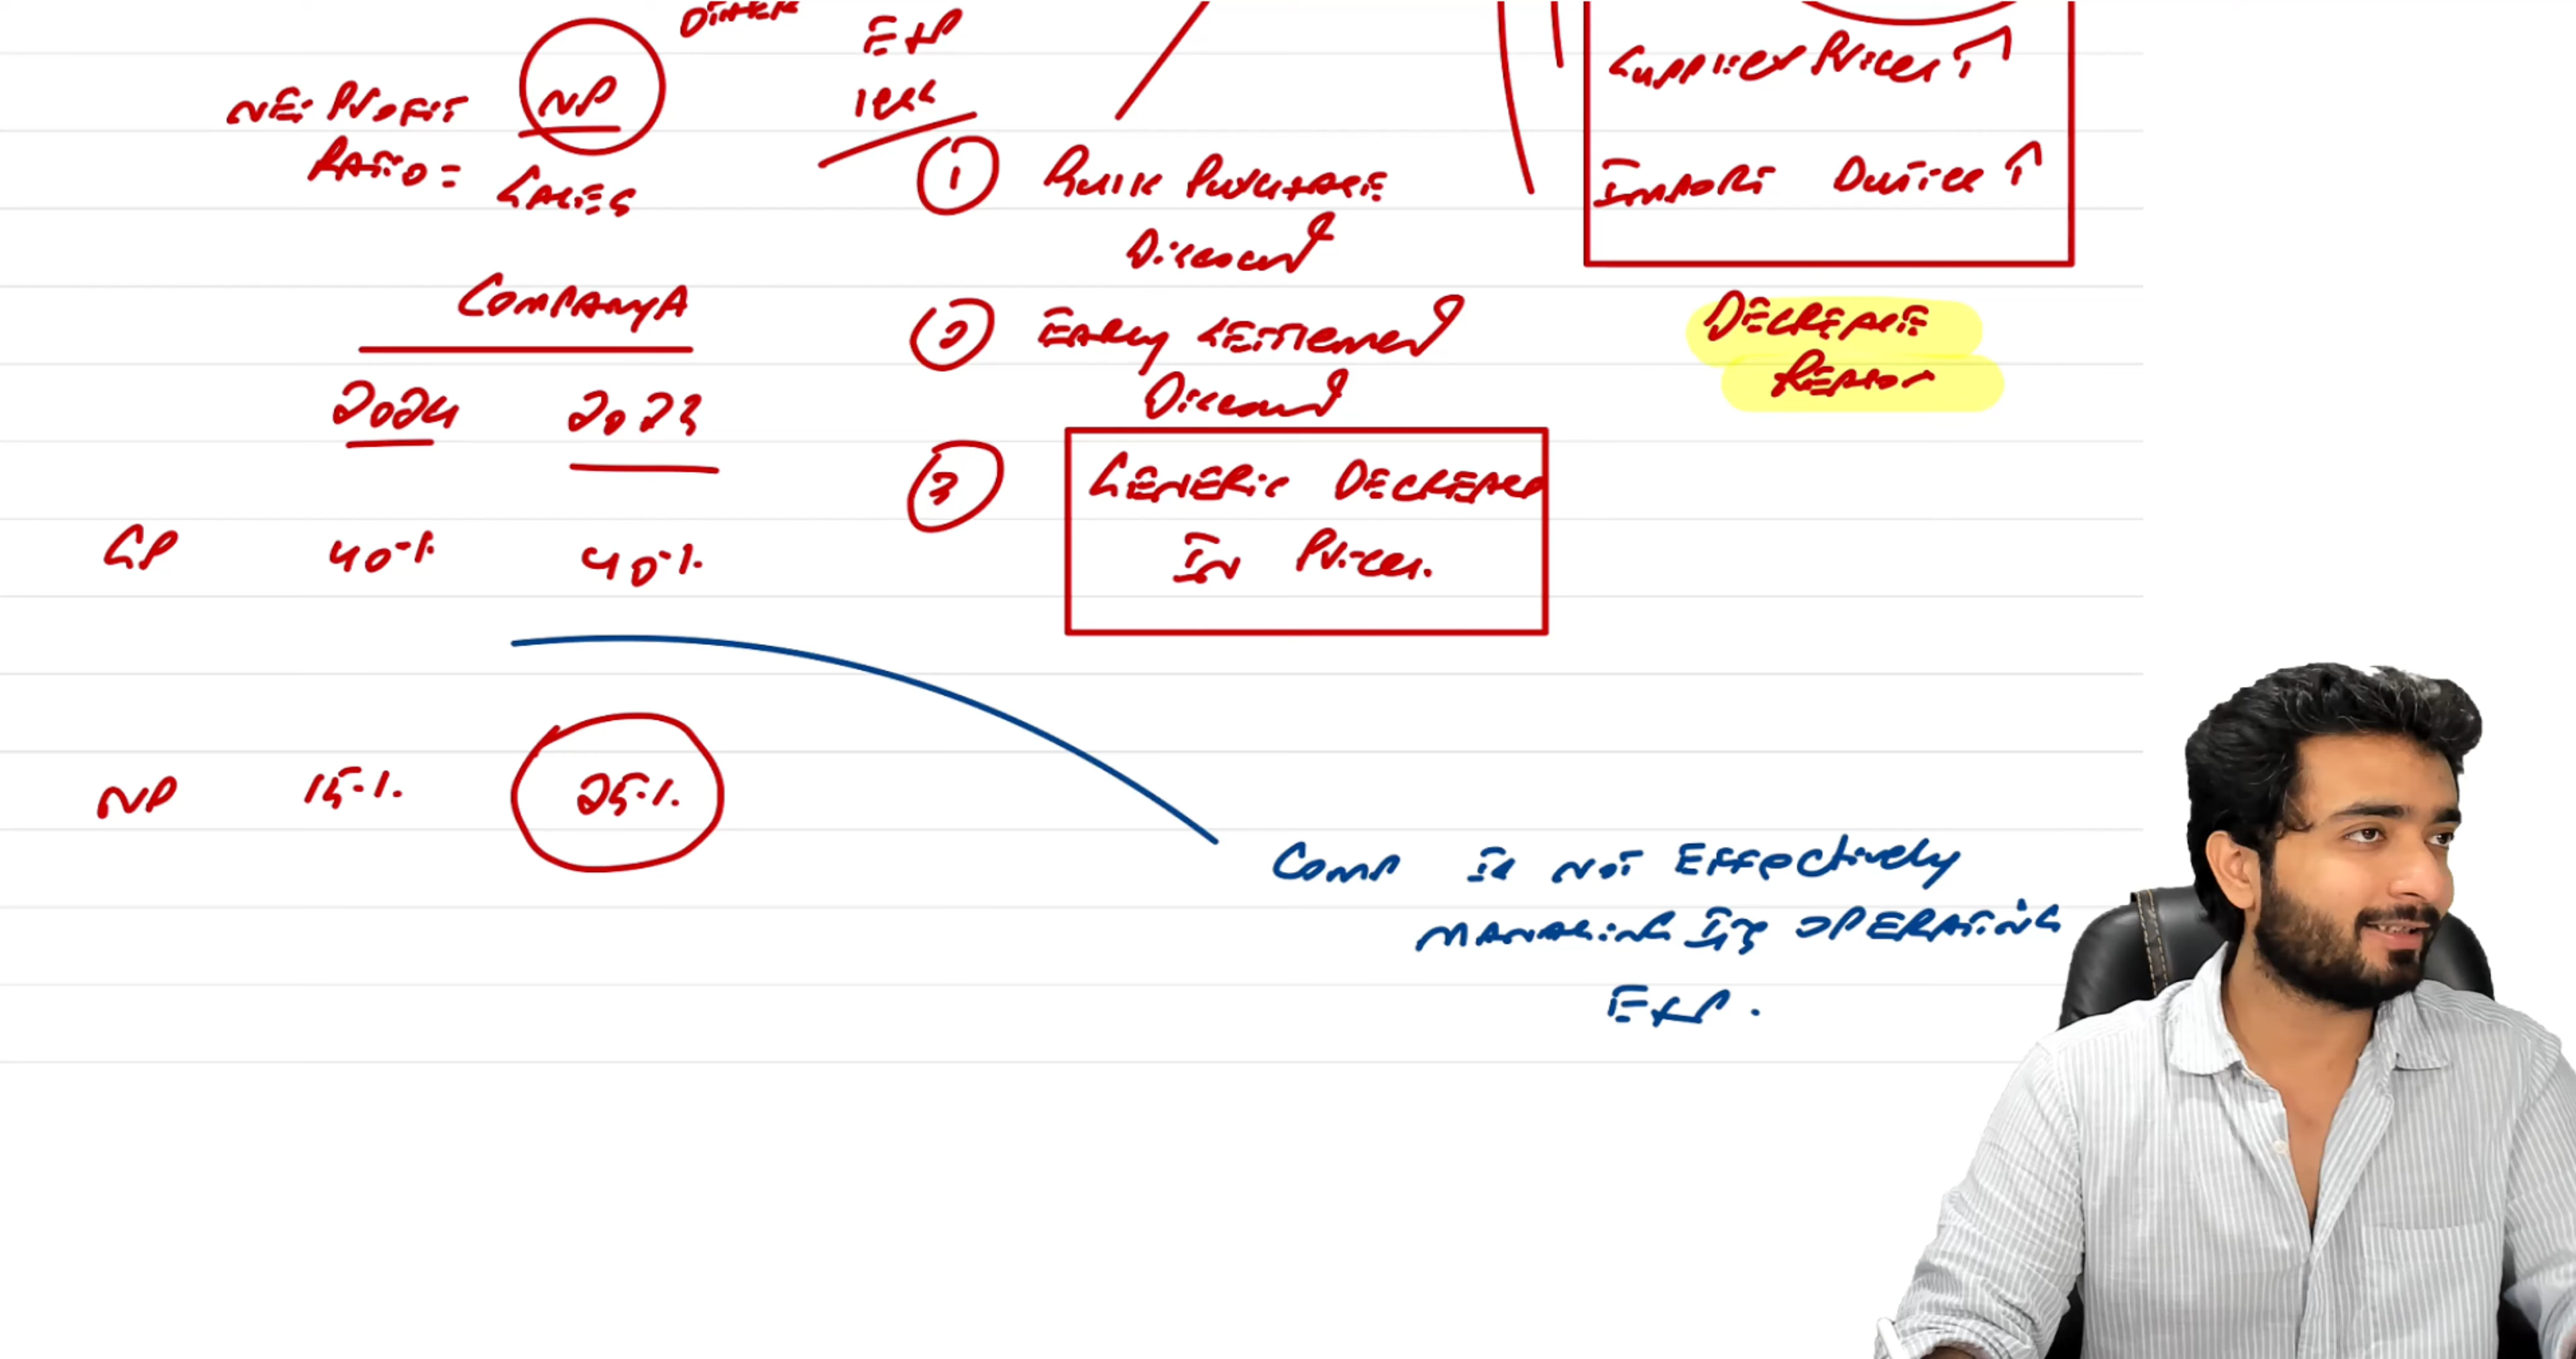 OTHER
EXP
less
NET PROFIT
RATIO =
NP
SALES
① Bulk Purchase
Discount
② Early Settlement
Discount
③ Generic Decrease
In Prices.
Supplier Prices ↑
Import Duties ↑
Decrease
Reason
Company A
2024 2023
GP 40% 40%
NP 15% 25%
Comp Is not Effectively
managing Its operating
Exp.